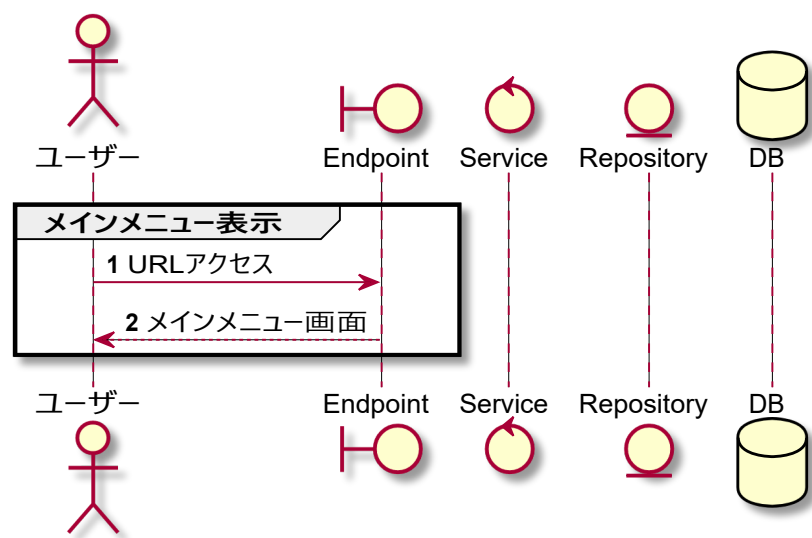 ユーザー Endpoint Service Repository DB
メインメニュー表示
1 URLアクセス
2 メインメニュー画面
ユーザー Endpoint Service Repository DB